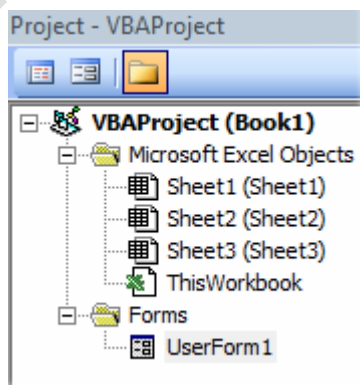 Project - VBAProject
VBAProject (Book1)
Microsoft Excel Objects
Sheet1 (Sheet1)
Sheet2 (Sheet2)
Sheet3 (Sheet3)
ThisWorkbook
Forms
UserForm1